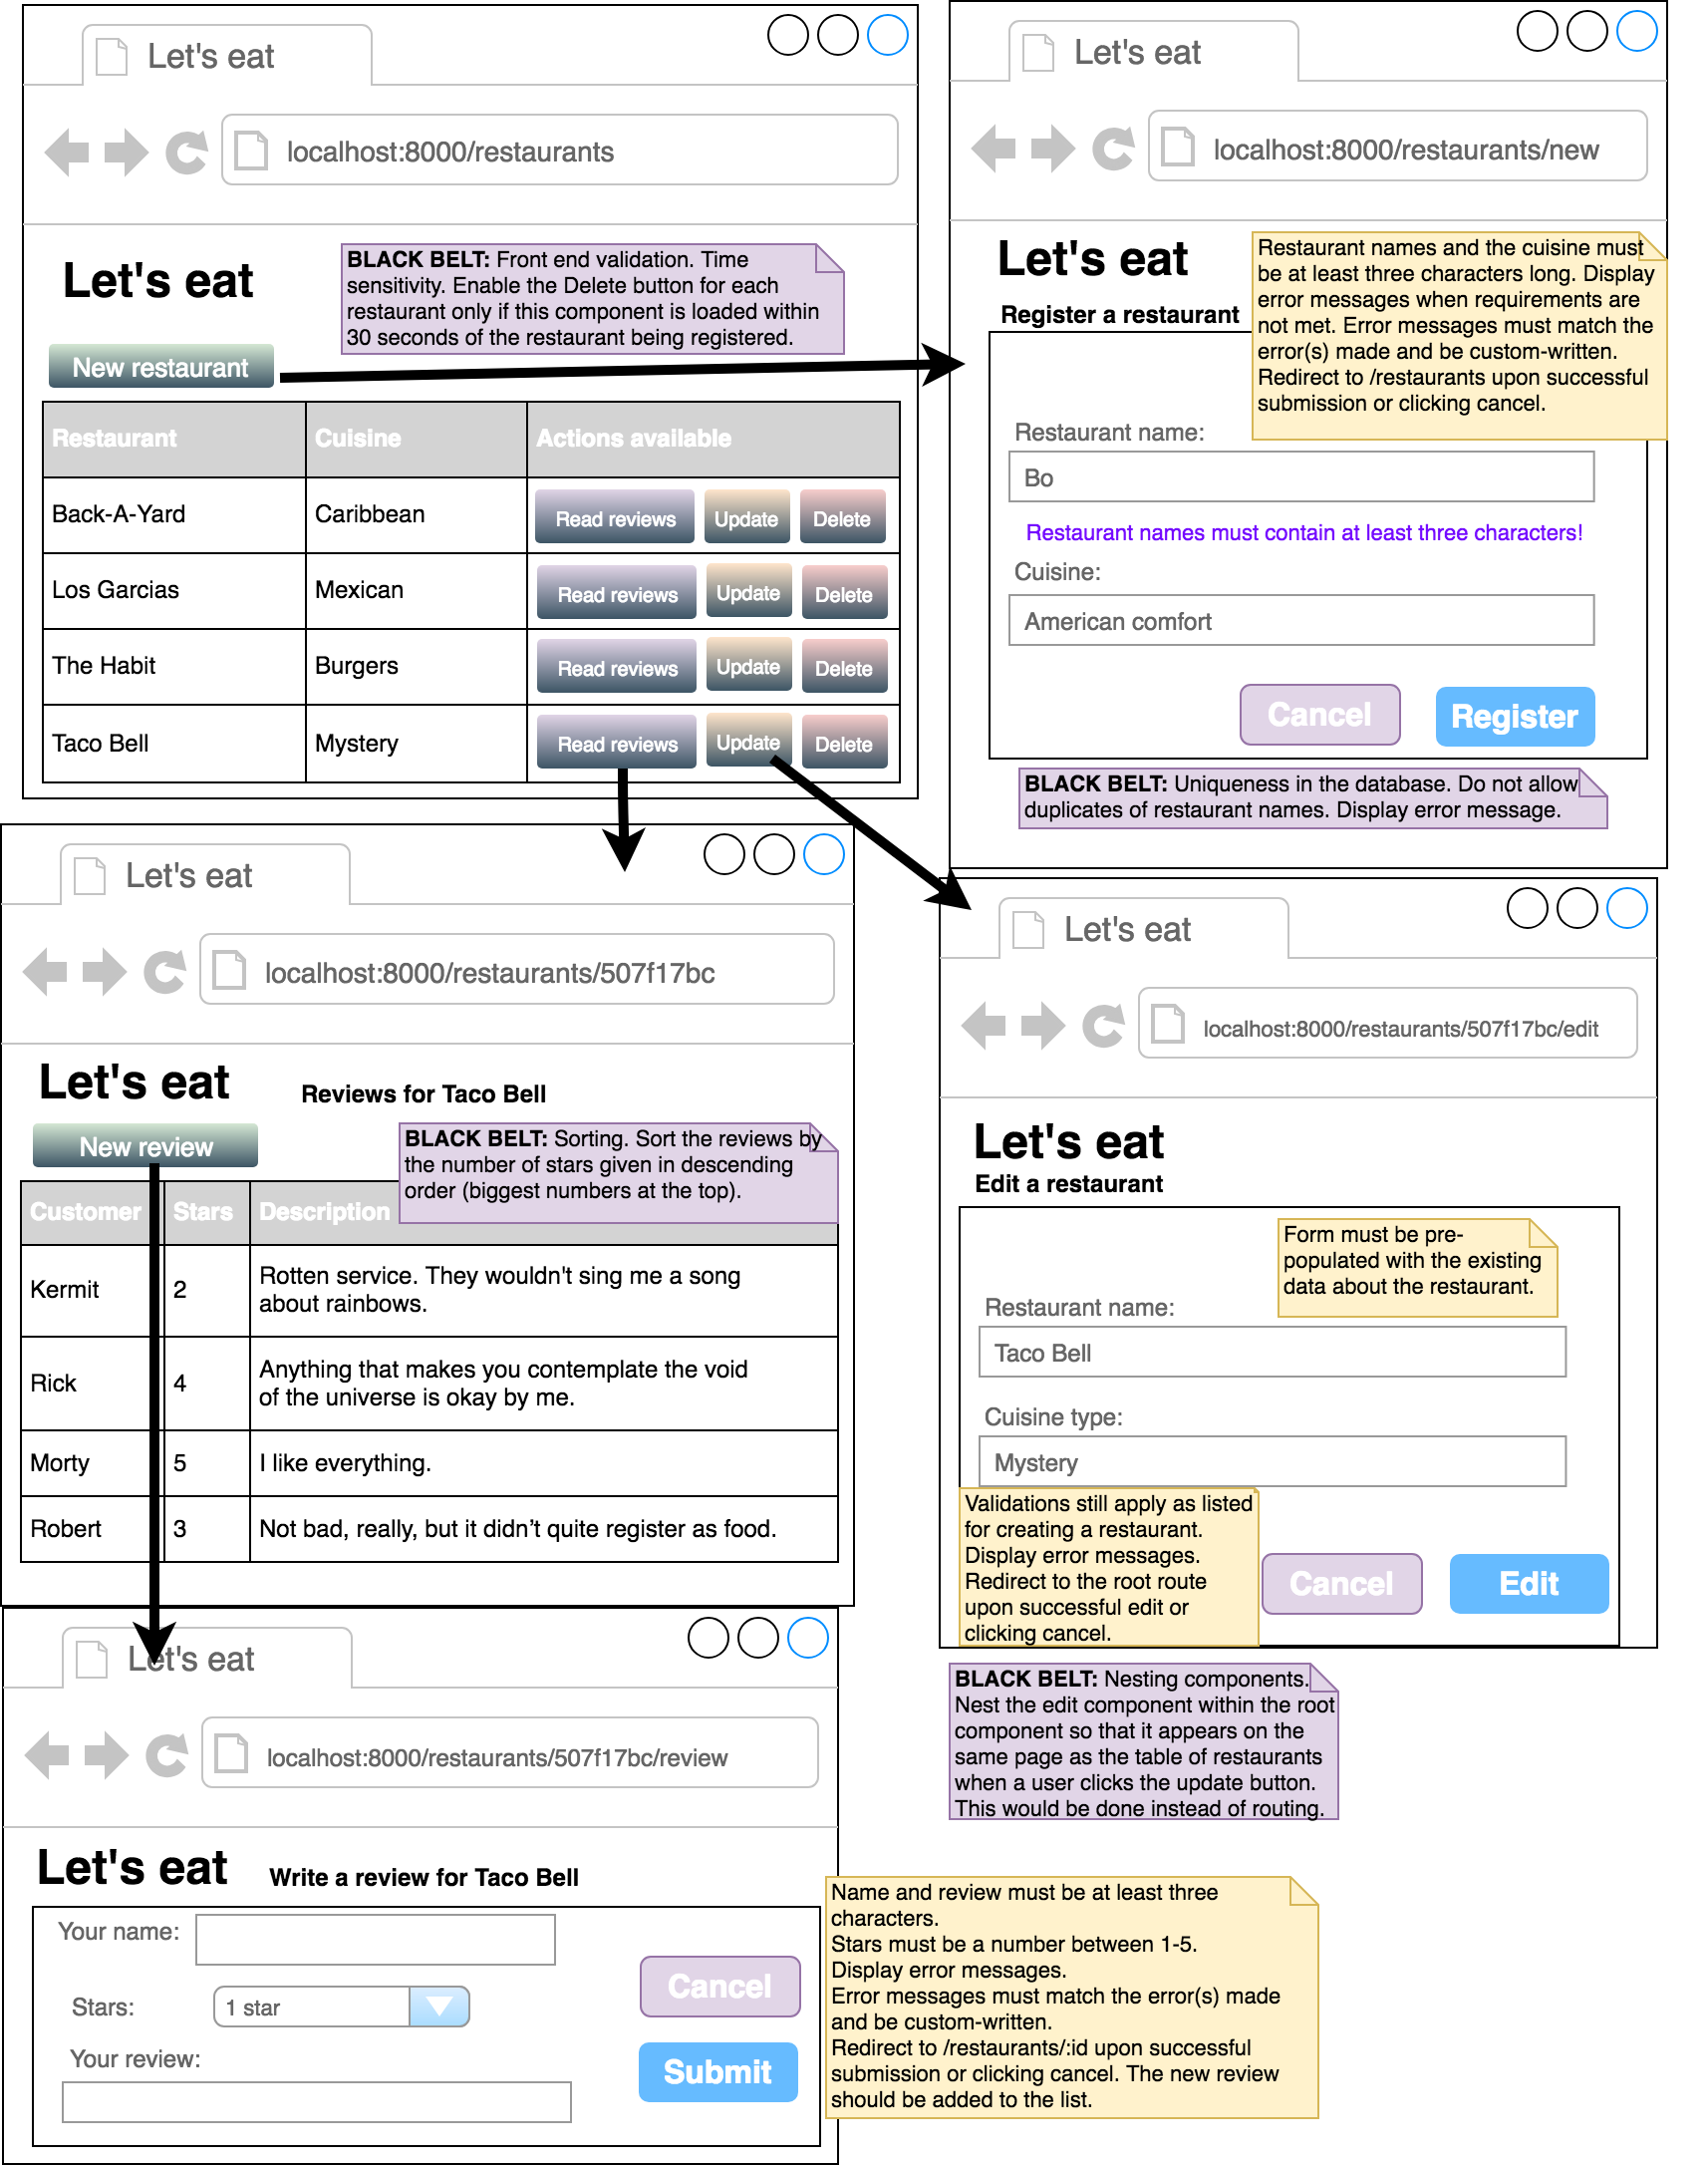 Let's eat
localhost:8000/restaurants
Let's eat
BLACK BELT: Front end validation. Time
sensitivity. Enable the Delete button for each
restaurant only if this component is loaded within
30 seconds of the restaurant being registered.
New restaurant
Restaurant Cuisine Actions available
Back-A-Yard Caribbean Read reviews Update Delete
Los Garcias Mexican Read reviews Update Delete
The Habit Burgers Read reviews Update Delete
Taco Bell Mystery Read reviews Update Delete
Let's eat
localhost:8000/restaurants/new
Let's eat
Register a restaurant
Restaurant names and the cuisine must
be at least three characters long. Display
error messages when requirements are
not met. Error messages must match the
error(s) made and be custom-written.
Redirect to /restaurants upon successful
submission or clicking cancel.
Restaurant name:
Bo
Restaurant names must contain at least three characters!
Cuisine:
American comfort
Cancel Register
BLACK BELT: Uniqueness in the database. Do not allow
duplicates of restaurant names. Display error message.
Let's eat
localhost:8000/restaurants/507f17bc
Let's eat Reviews for Taco Bell
New review
BLACK BELT: Sorting. Sort the reviews by
the number of stars given in descending
order (biggest numbers at the top).
Customer Stars Description
Kermit 2 Rotten service. They wouldn't sing me a song
about rainbows.
Rick 4 Anything that makes you contemplate the void
of the universe is okay by me.
Morty 5 I like everything.
Robert 3 Not bad, really, but it didn’t quite register as food.
Let's eat
localhost:8000/restaurants/507f17bc/edit
Let's eat
Edit a restaurant
Form must be pre-
populated with the existing
data about the restaurant.
Restaurant name:
Taco Bell
Cuisine type:
Mystery
Validations still apply as listed
for creating a restaurant.
Display error messages.
Redirect to the root route
upon successful edit or
clicking cancel.
Cancel Edit
BLACK BELT: Nesting components.
Nest the edit component within the root
component so that it appears on the
same page as the table of restaurants
when a user clicks the update button.
This would be done instead of routing.
Let's eat
localhost:8000/restaurants/507f17bc/review
Let's eat Write a review for Taco Bell
Your name:
Stars: 1 star
Your review:
Cancel
Submit
Name and review must be at least three
characters.
Stars must be a number between 1-5.
Display error messages.
Error messages must match the error(s) made
and be custom-written.
Redirect to /restaurants/:id upon successful
submission or clicking cancel. The new review
should be added to the list.